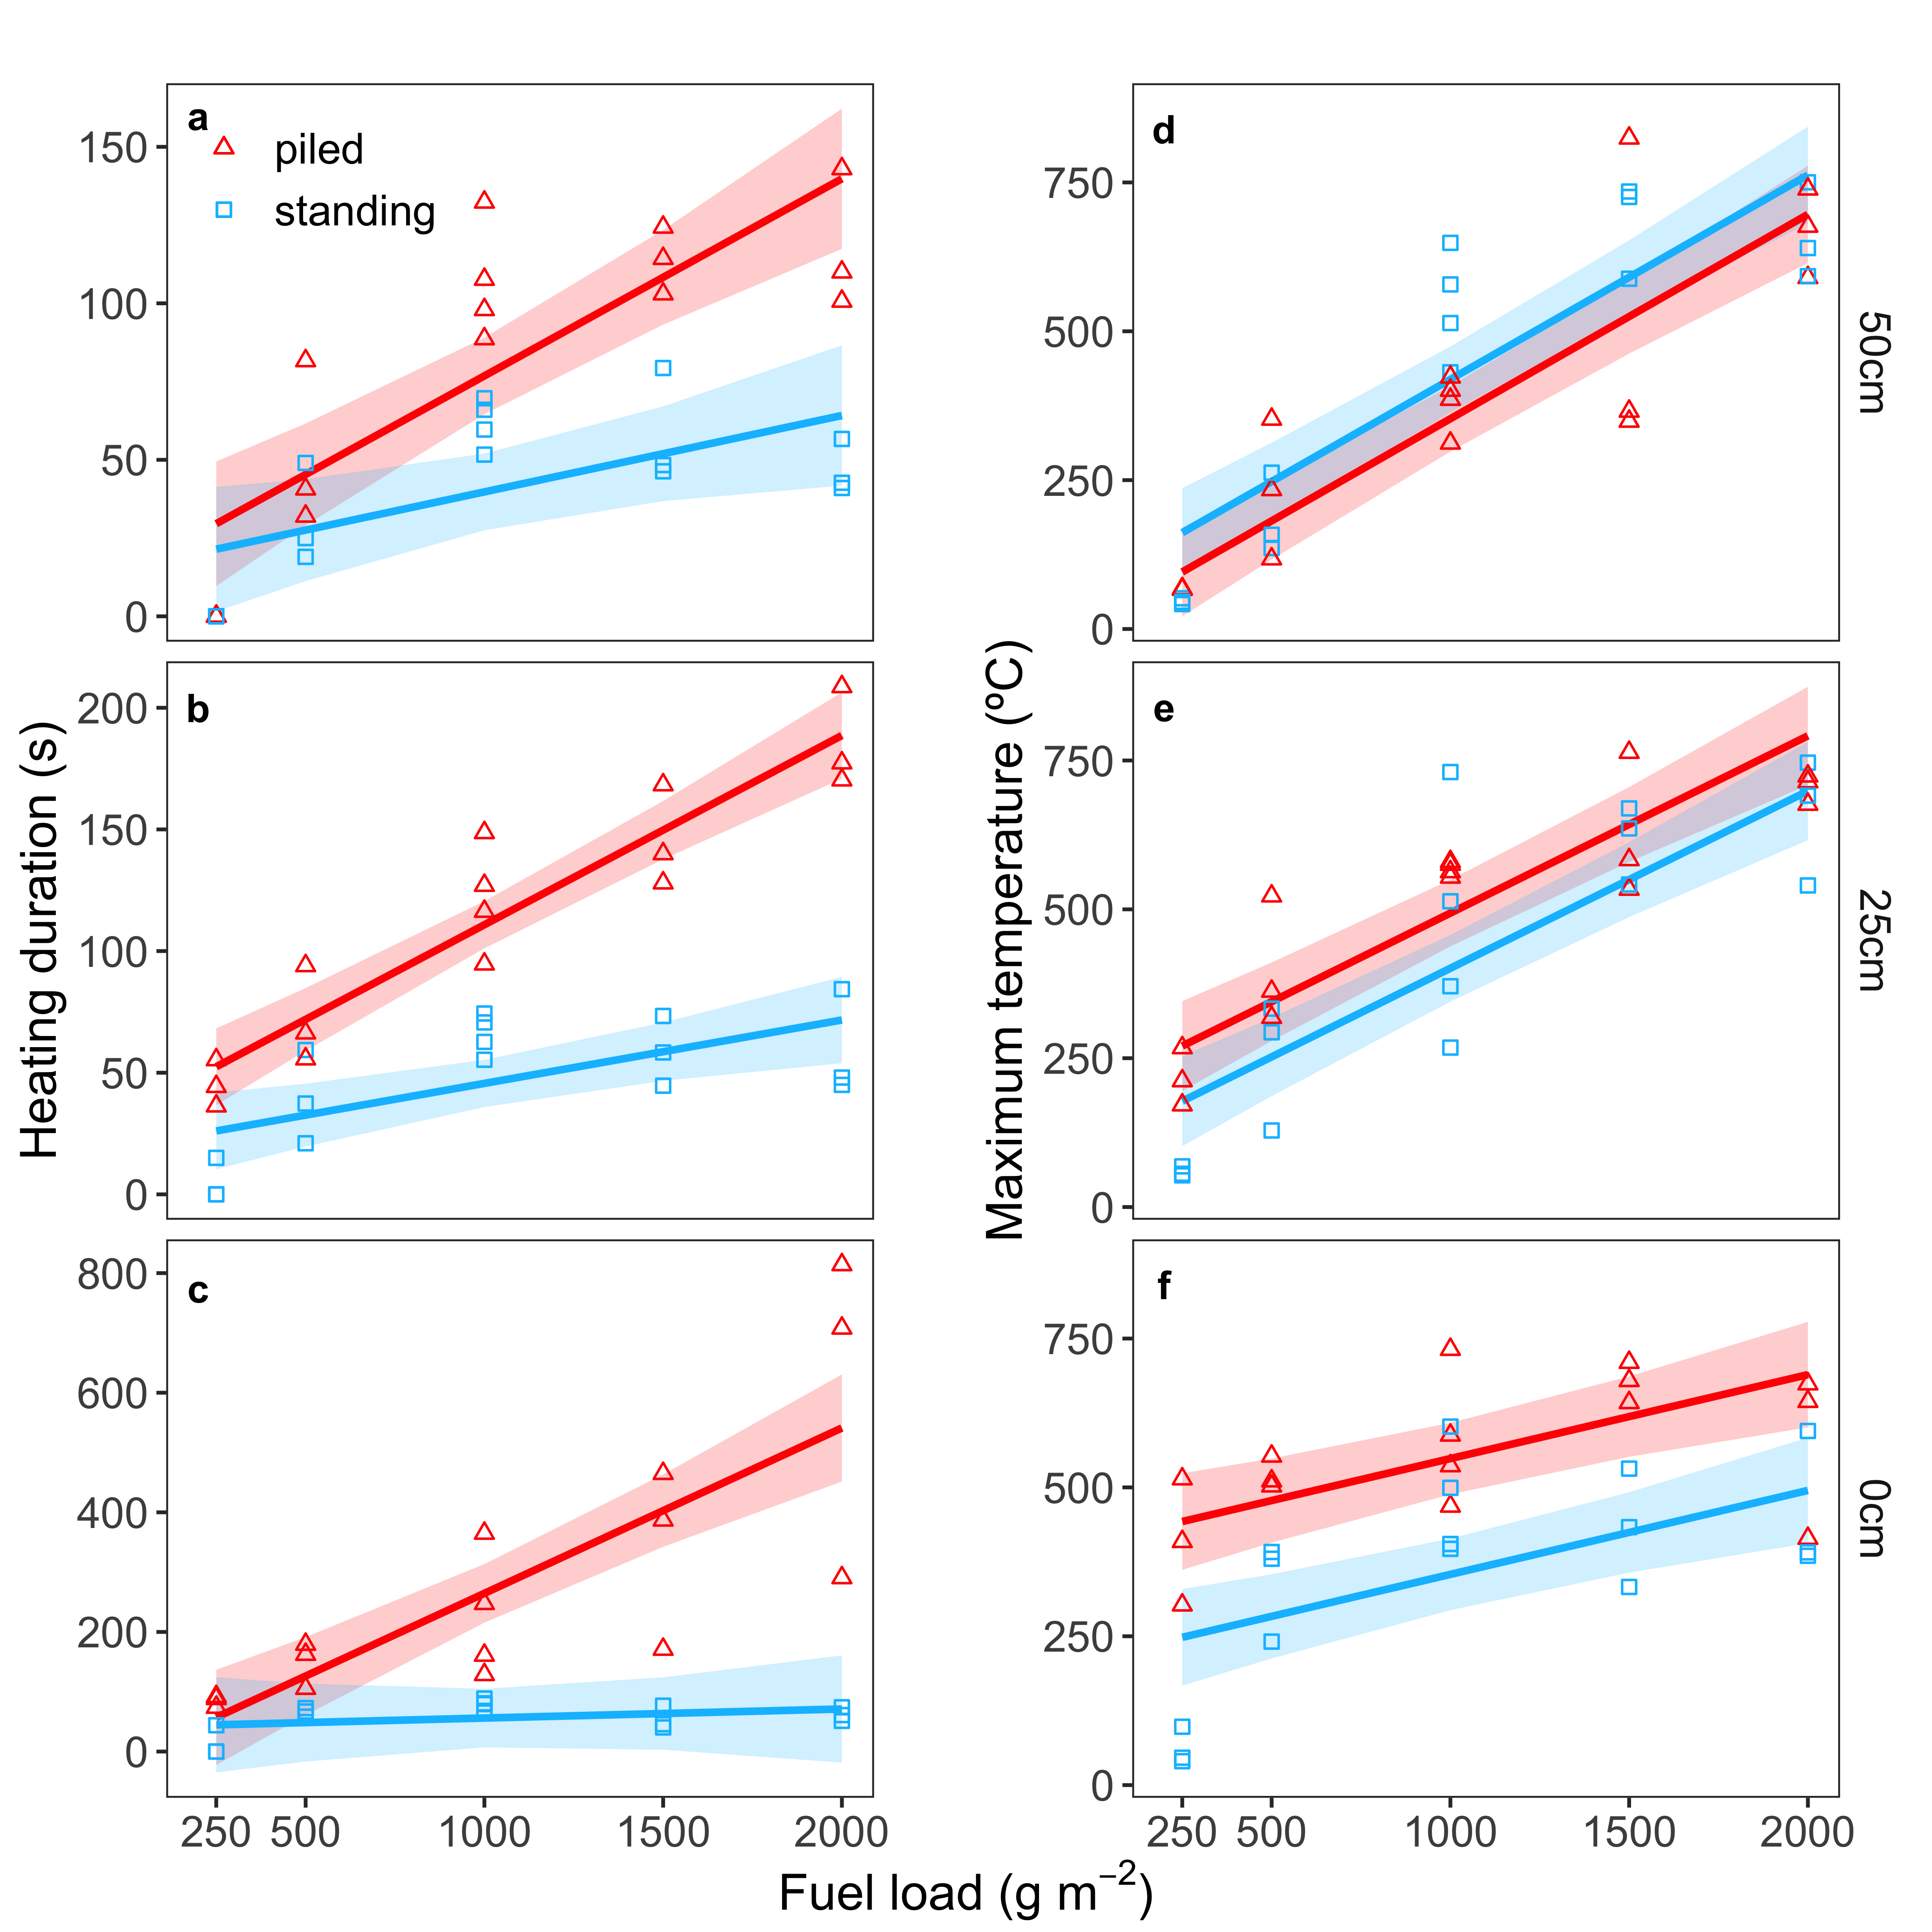 a
piled
standing
150
100
50
0
d
750
500
250
0
50cm
b
200
150
100
50
0
e
750
500
250
0
25cm
c
800
600
400
200
0
f
750
500
250
0
0cm
Heating duration (s)
Maximum temperature (ºC)
250 500 1000 1500 2000
250 500 1000 1500 2000
Fuel load (g m⁻²)